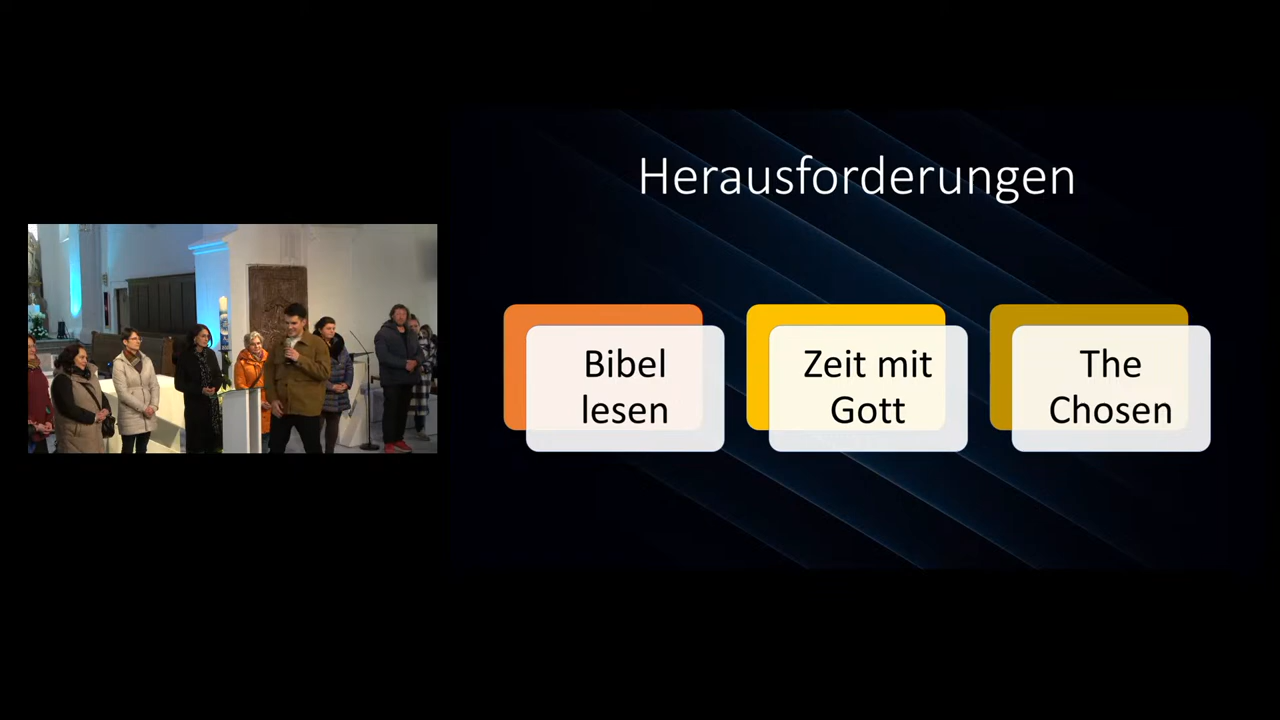 Herausforderungen
Bibel
lesen
Zeit mit
Gott
The
Chosen